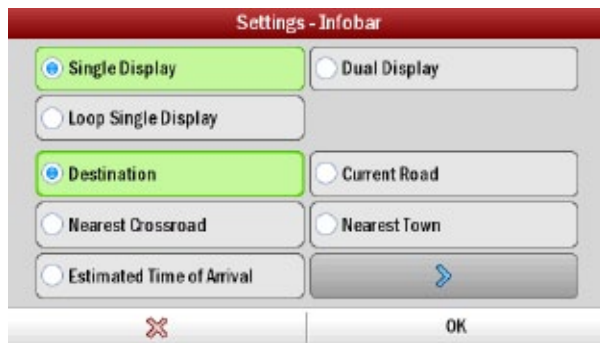 Settings - Infobar
Single Display
Dual Display
Loop Single Display
Destination
Current Road
Nearest Crossroad
Nearest Town
Estimated Time of Arrival
OK